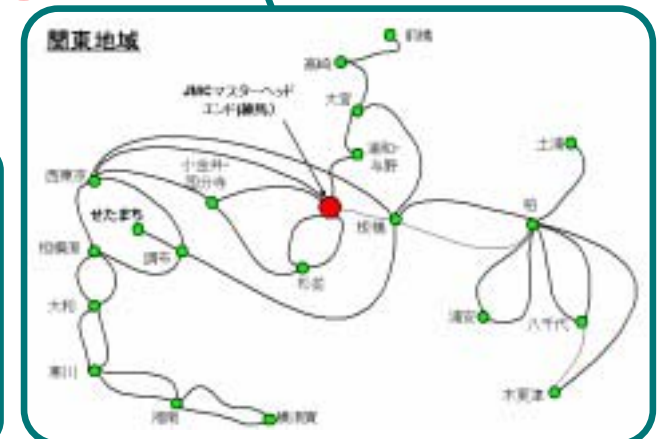 関東地域
前橋
高崎
JMCマスターヘッド
エンド(練馬)
大宮
浦和・
与野
土浦
小金井・
国分寺
西東京
せたまち
柏
板橋
相模原
調布
杉並
大和
浦安
八千代
寒川
木更津
湘南
横須賀